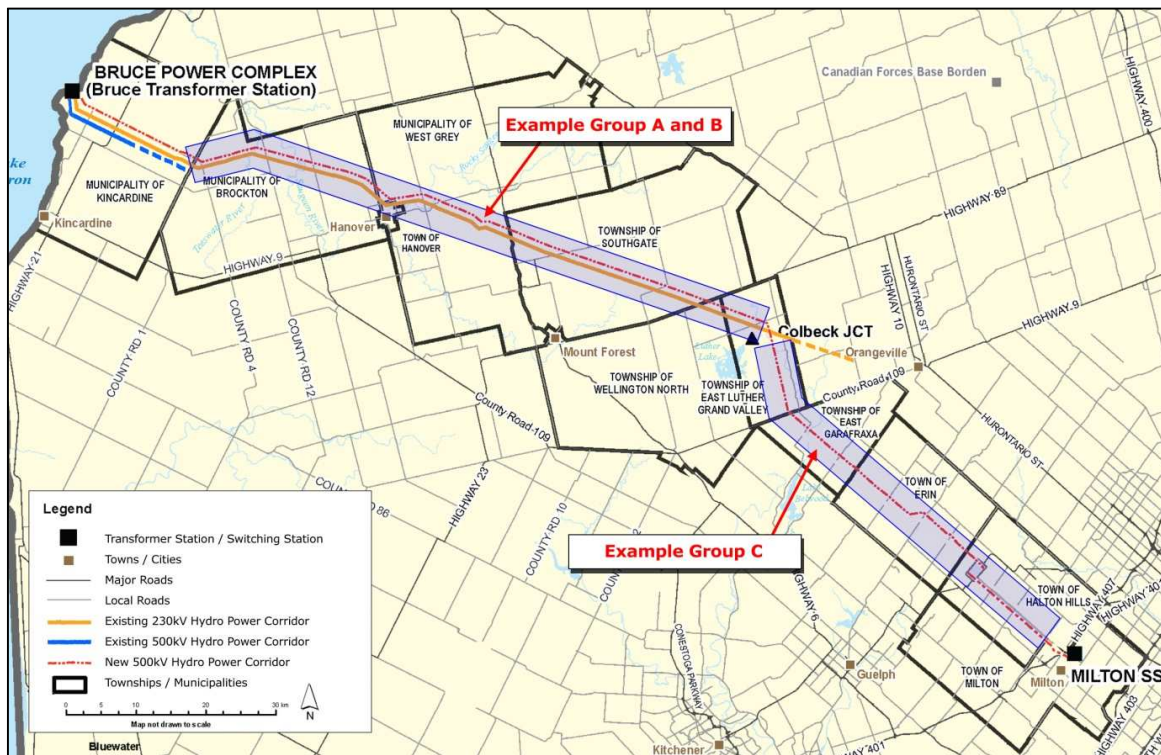 BRUCE POWER COMPLEX
(Bruce Transformer Station)
Canadian Forces Base Borden
HIGHWAY 400
MUNICIPALITY OF
WEST GREY
Example Group A and B
MUNICIPALITY OF
KINCARDINE
MUNICIPALITY OF
BROCKTON
Kincardine
Hanover
TOWN OF
HANOVER
TOWNSHIP OF
SOUTHGATE
HIGHWAY 89
HIGHWAY 21
HIGHWAY 9
HIGHWAY 10
HURONTARIO ST
HIGHWAY 9
COUNTY RD 1
COUNTY RD 4
COUNTY RD 12
Mount Forest
Colbeck JCT
Orangeville
County Road 109
TOWNSHIP OF
WELLINGTON NORTH
TOWNSHIP OF
EAST LUTHER
GRAND VALLEY
TOWNSHIP OF
EAST
GARAFRAXA
County Road 109
HURONTARIO ST
HIGHWAY 23
COUNTY RD 10
TOWN OF
ERIN
Example Group C
HIGHWAY 6
TOWN OF
HALTON HILLS
HIGHWAY 407
HIGHWAY 401
CONESTOGA PARKWAY
Guelph
TOWN OF
MILTON
Milton
MILTON SS
HIGHWAY 403
Kitchener
HIGHWAY 401
Legend
Transformer Station / Switching Station
Towns / Cities
Major Roads
Local Roads
Existing 230kV Hydro Power Corridor
Existing 500kV Hydro Power Corridor
New 500kV Hydro Power Corridor
Townships / Municipalities
0 5 10 20 30 km
N
Map not drawn to scale
Bluewater